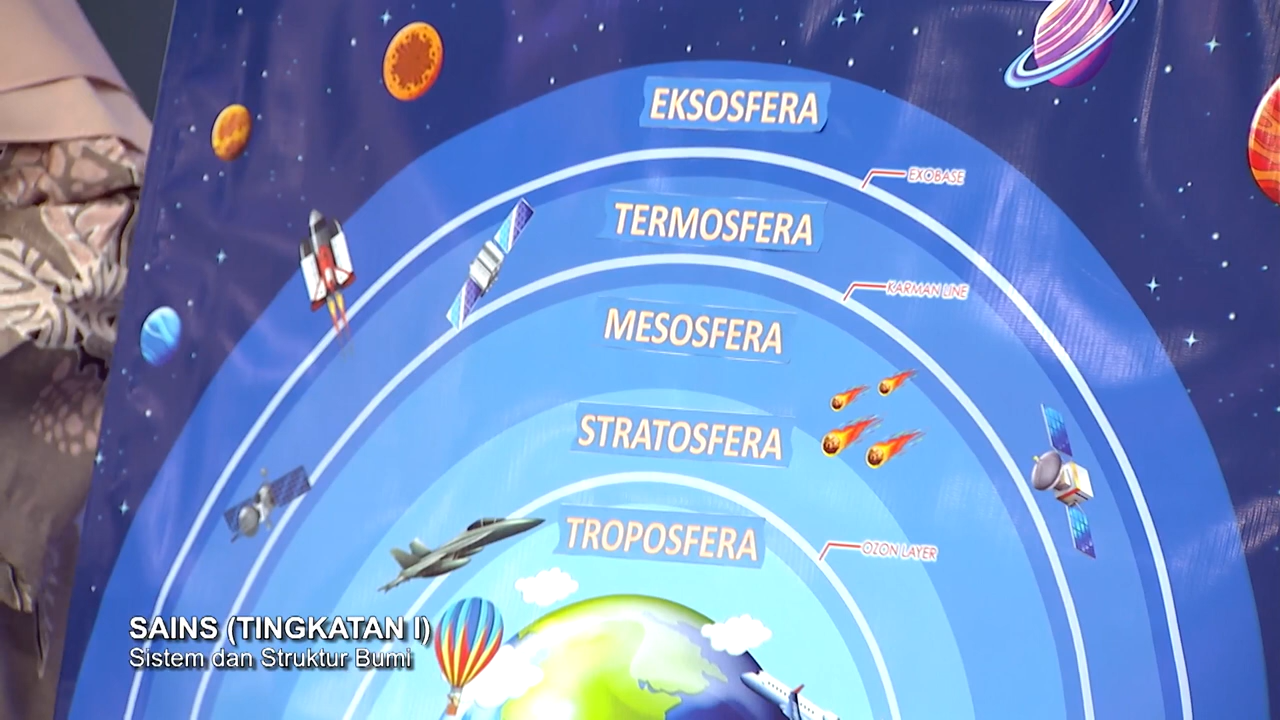 EKSOSFERA
EXOBASE
TERMOSFERA
KARMAN LINE
MESOSFERA
STRATOSFERA
TROPOSFERA
OZON LAYER
SAINS (TINGKATAN I)
Sistem dan Struktur Bumi